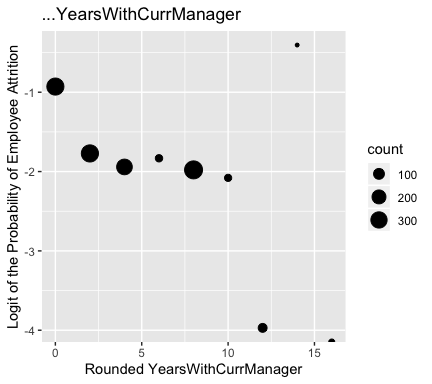 ...YearsWithCurrManager
Logit of the Probability of Employee Attrition
-1
-2
-3
-4
0
5
10
15
Rounded YearsWithCurrManager
count
100
200
300